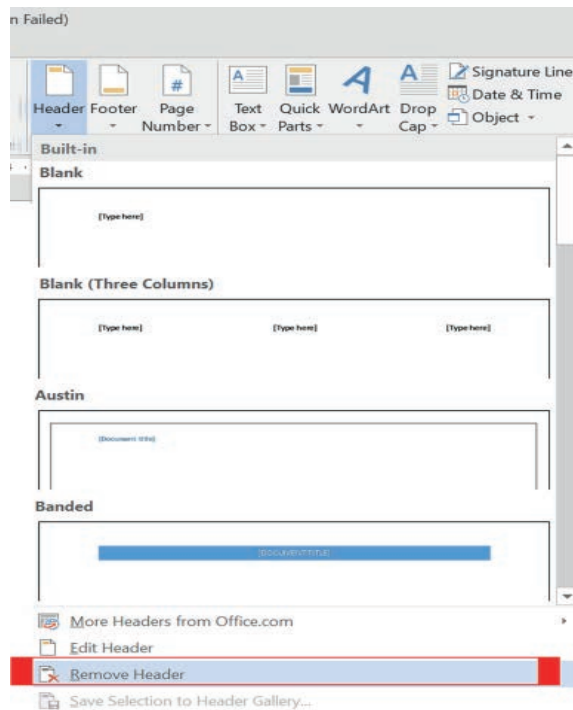 n Failed)
Header Footer Page Number
Text Box Quick Parts WordArt Drop Cap
Signature Line
Date & Time
Object
Built-in
Blank
[Type here]
Blank (Three Columns)
[Type here] [Type here] [Type here]
Austin
[Document title]
Banded
[DOCUMENT TITLE]
More Headers from Office.com
Edit Header
Remove Header
Save Selection to Header Gallery...